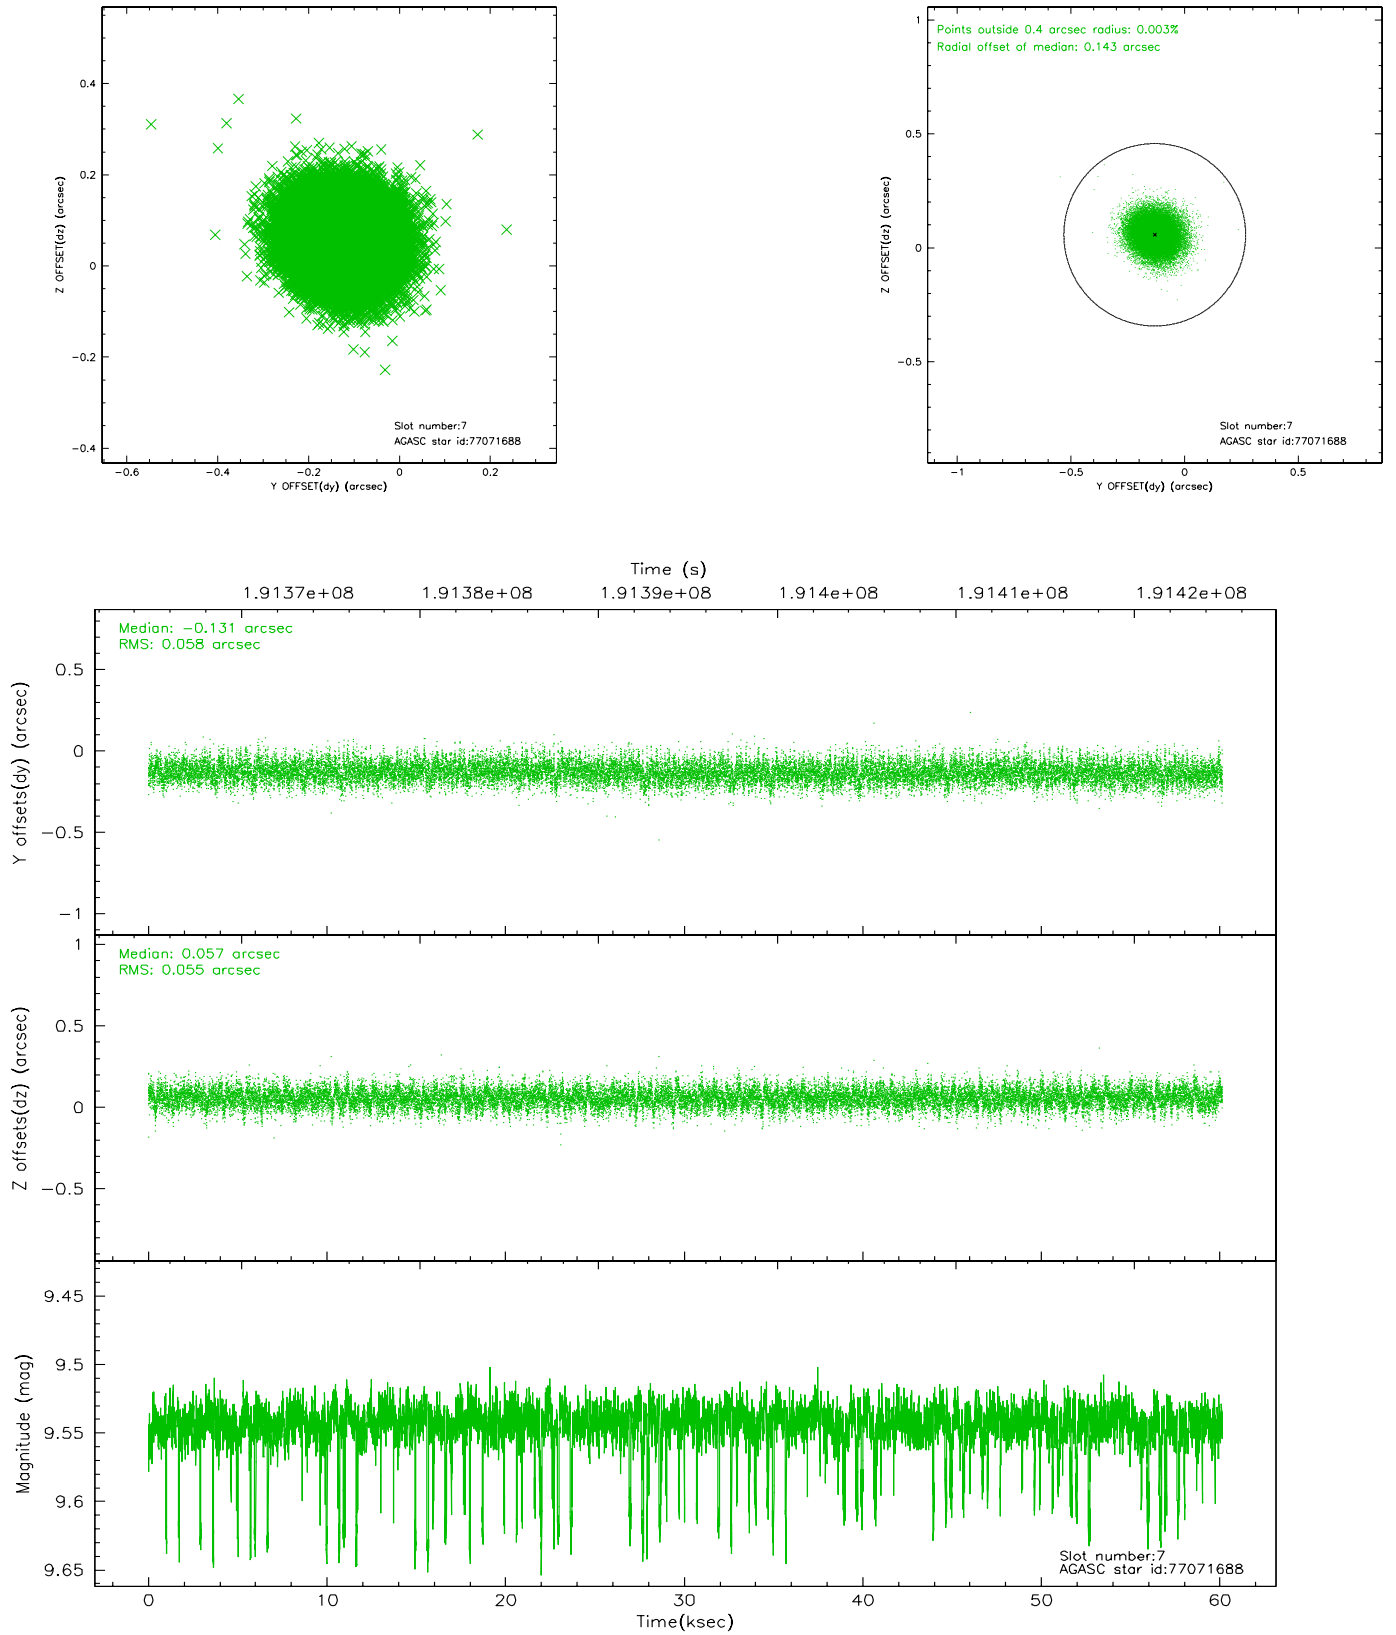 0.4
0.2
0
−0.2
−0.4
Z OFFSET(dz) (arcsec)
Slot number:7
AGASC star id:77071688
−0.6 −0.4 −0.2 0 0.2
Y OFFSET(dy) (arcsec)
Points outside 0.4 arcsec radius: 0.003%
Radial offset of median: 0.143 arcsec
1
0.5
0
−0.5
Z OFFSET(dz) (arcsec)
Slot number:7
AGASC star id:77071688
−1 −0.5 0 0.5
Y OFFSET(dy) (arcsec)
Time (s)
1.9137e+08 1.9138e+08 1.9139e+08 1.914e+08 1.9141e+08 1.9142e+08
Median: −0.131 arcsec
RMS: 0.058 arcsec
0.5
0
−0.5
−1
Y offsets(dy) (arcsec)
Median: 0.057 arcsec
RMS: 0.055 arcsec
1
0.5
0
−0.5
Z offsets(dz) (arcsec)
9.45
9.5
9.55
9.6
9.65
Magnitude (mag)
Slot number:7
AGASC star id:77071688
0 10 20 30 40 50 60
Time(ksec)